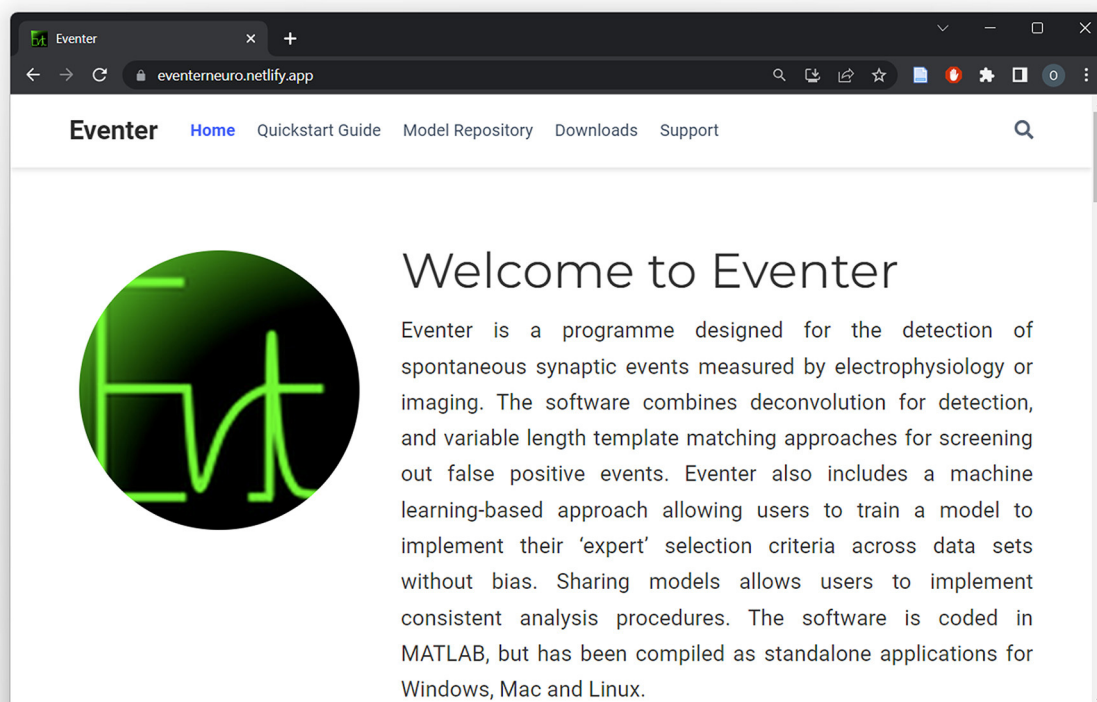 Eventer
eventerneuro.netlify.app
O
Eventer Home Quickstart Guide Model Repository Downloads Support
Evt
Welcome to Eventer
Eventer is a programme designed for the detection of
spontaneous synaptic events measured by electrophysiology or
imaging. The software combines deconvolution for detection,
and variable length template matching approaches for screening
out false positive events. Eventer also includes a machine
learning-based approach allowing users to train a model to
implement their ‘expert’ selection criteria across data sets
without bias. Sharing models allows users to implement
consistent analysis procedures. The software is coded in
MATLAB, but has been compiled as standalone applications for
Windows, Mac and Linux.